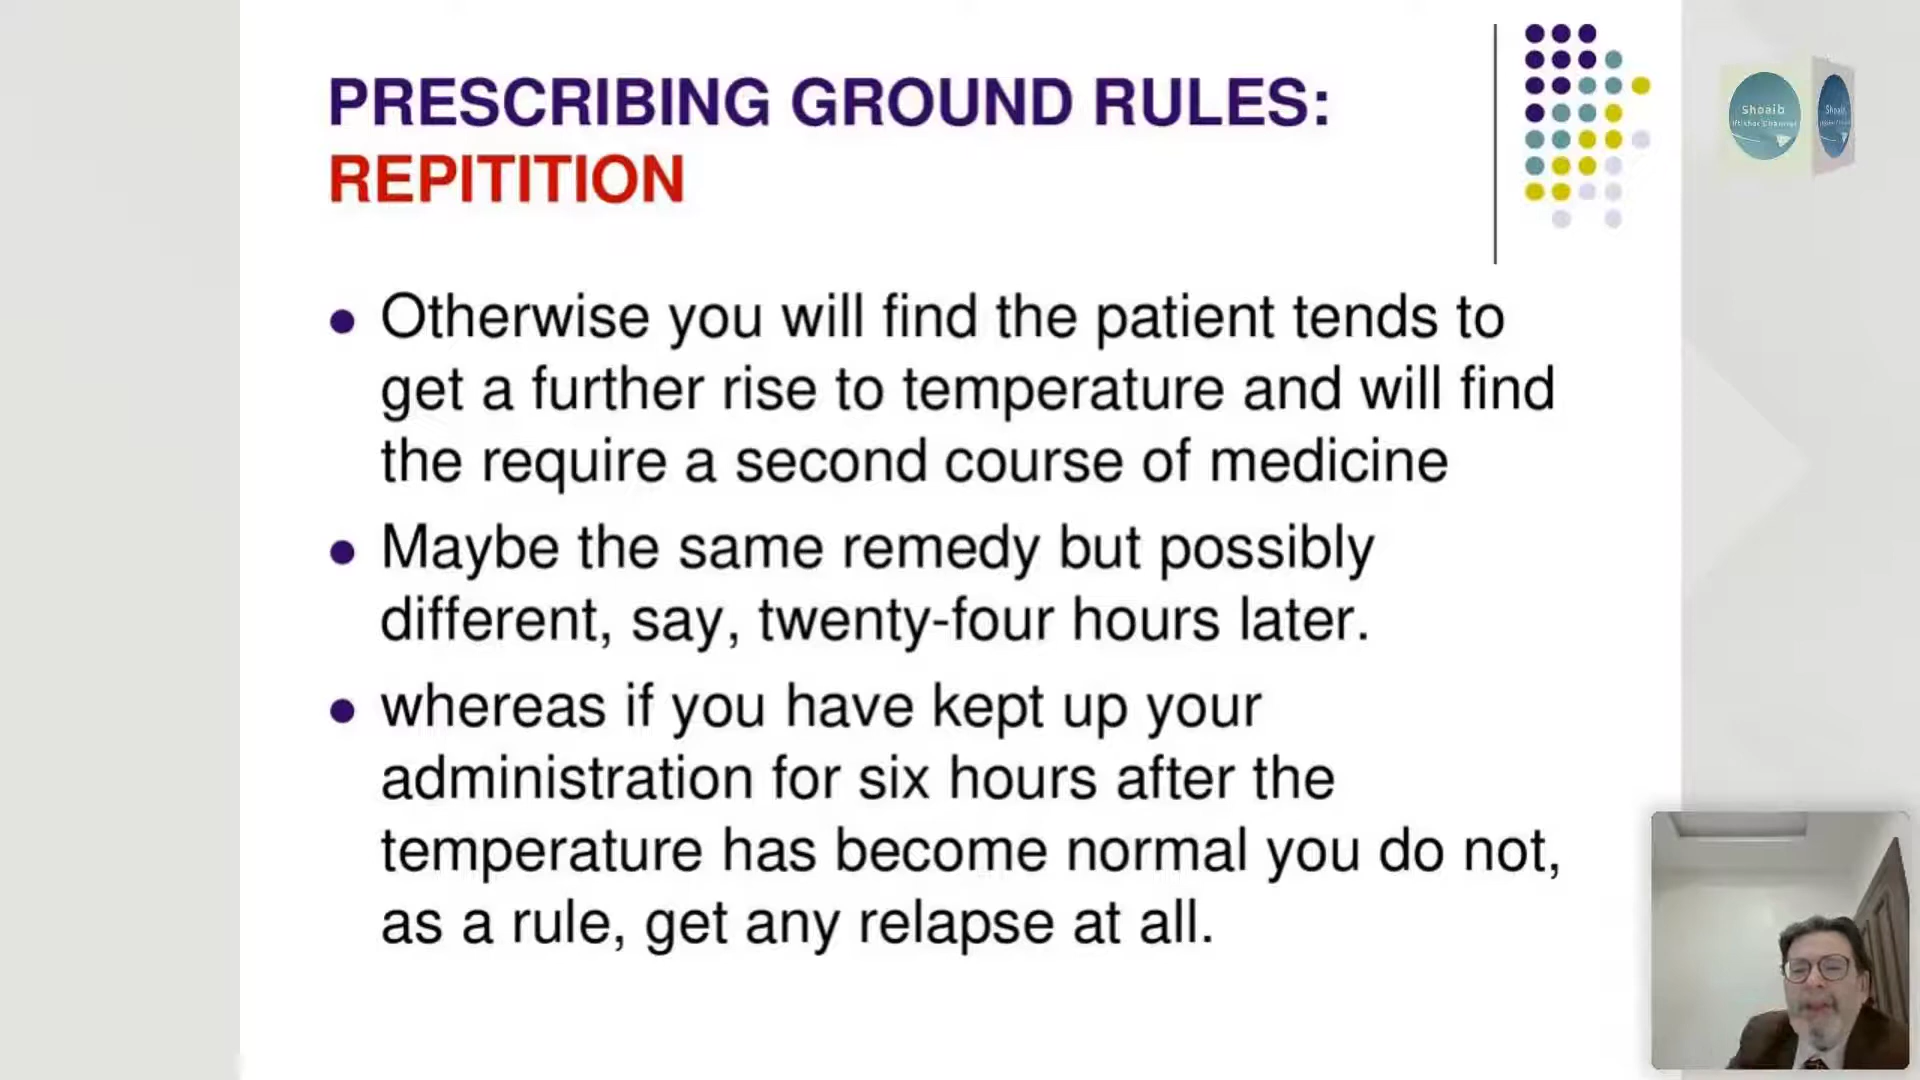 PRESCRIBING GROUND RULES:
REPITITION
Otherwise you will find the patient tends to
get a further rise to temperature and will find
the require a second course of medicine
Maybe the same remedy but possibly
different, say, twenty-four hours later.
whereas if you have kept up your
administration for six hours after the
temperature has become normal you do not,
as a rule, get any relapse at all.
Shoaib